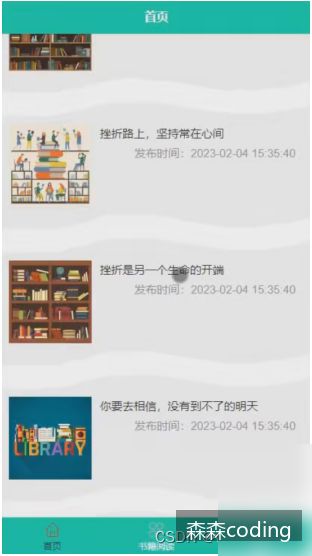 首页
挫折路上，坚持常在心间
发布时间：2023-02-04 15:35:40
挫折是另一个生命的开端
发布时间：2023-02-04 15:35:40
你要去相信，没有到不了的明天
发布时间：2023-02-04 15:35:40
LIBRARY
首页
书籍阅读
森森coding